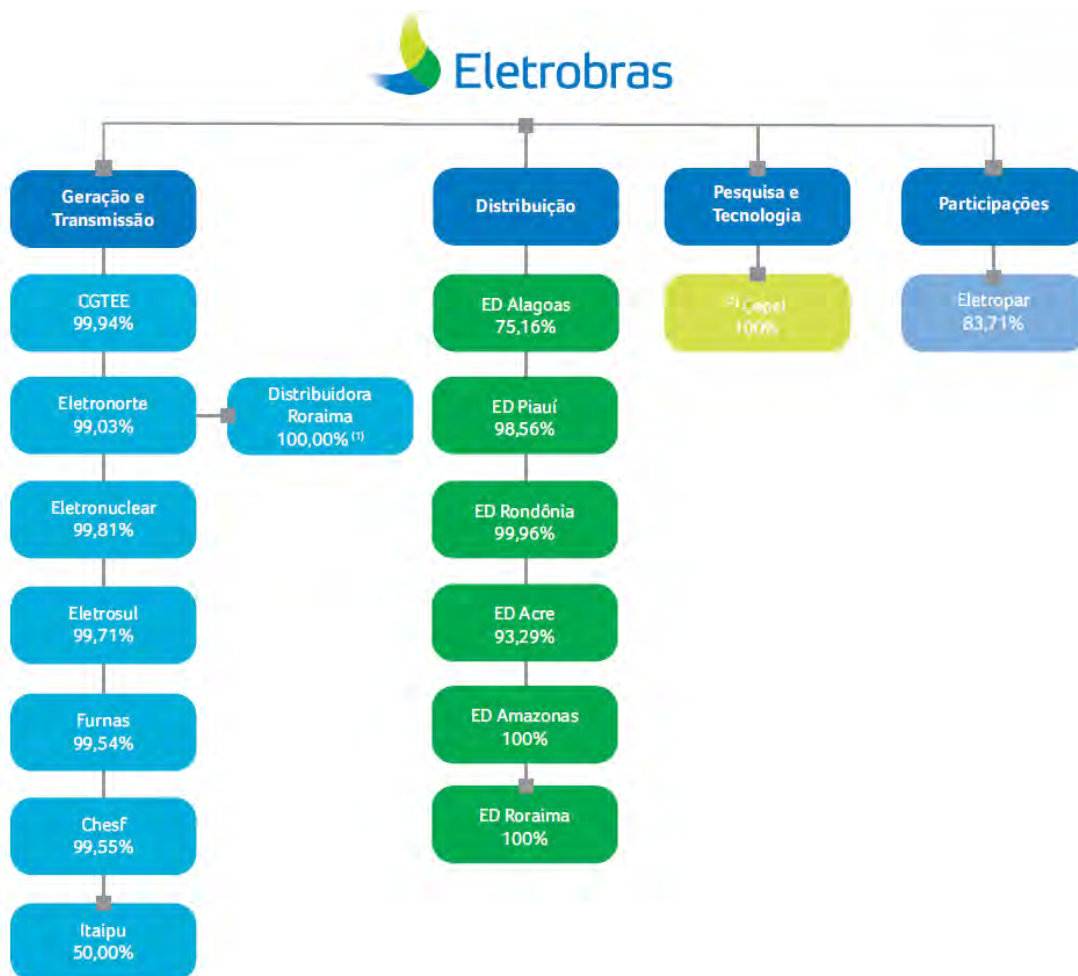 Eletrobras
Geração e
Transmissão
CGTEE
99,94%
Eletronorte
99,03%
Distribuidora
Roraima
100,00% (1)
Eletronuclear
99,81%
Eletrosul
99,71%
Furnas
99,54%
Chesf
99,55%
Itaipu
50,00%
Distribuição
ED Alagoas
75,16%
ED Piauí
98,56%
ED Rondônia
99,96%
ED Acre
93,29%
ED Amazonas
100%
ED Roraima
100%
Pesquisa e
Tecnologia
Cepel
100%
Participações
Eletropar
83,71%